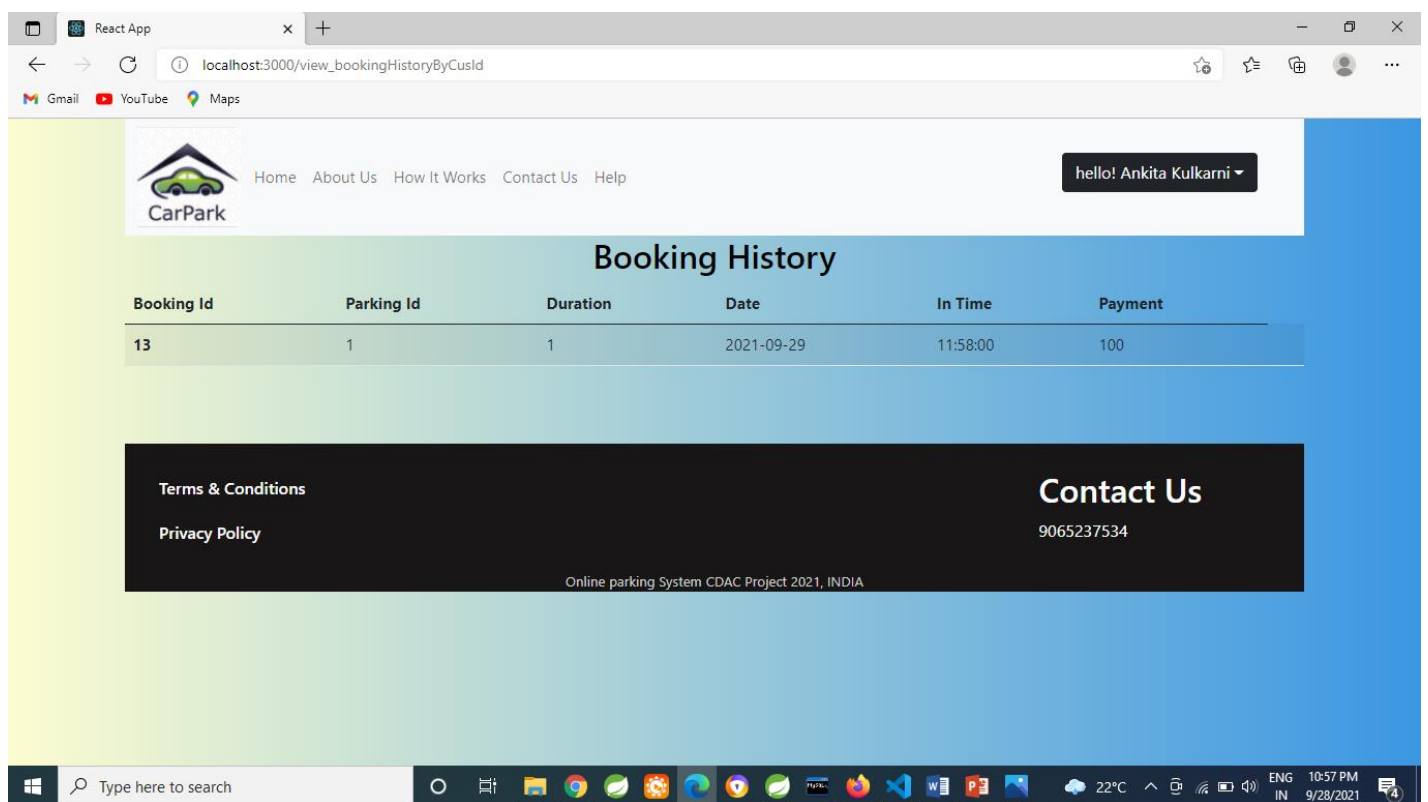 React App
localhost:3000/view_bookingHistoryByCusId
Gmail YouTube Maps
CarPark
Home About Us How It Works Contact Us Help
hello! Ankita Kulkarni
Booking History
Booking Id Parking Id Duration Date In Time Payment
13 1 1 2021-09-29 11:58:00 100
Terms & Conditions
Privacy Policy
Contact Us
9065237534
Online parking System CDAC Project 2021, INDIA
Type here to search
22°C
ENG
IN
10:57 PM
9/28/2021
4